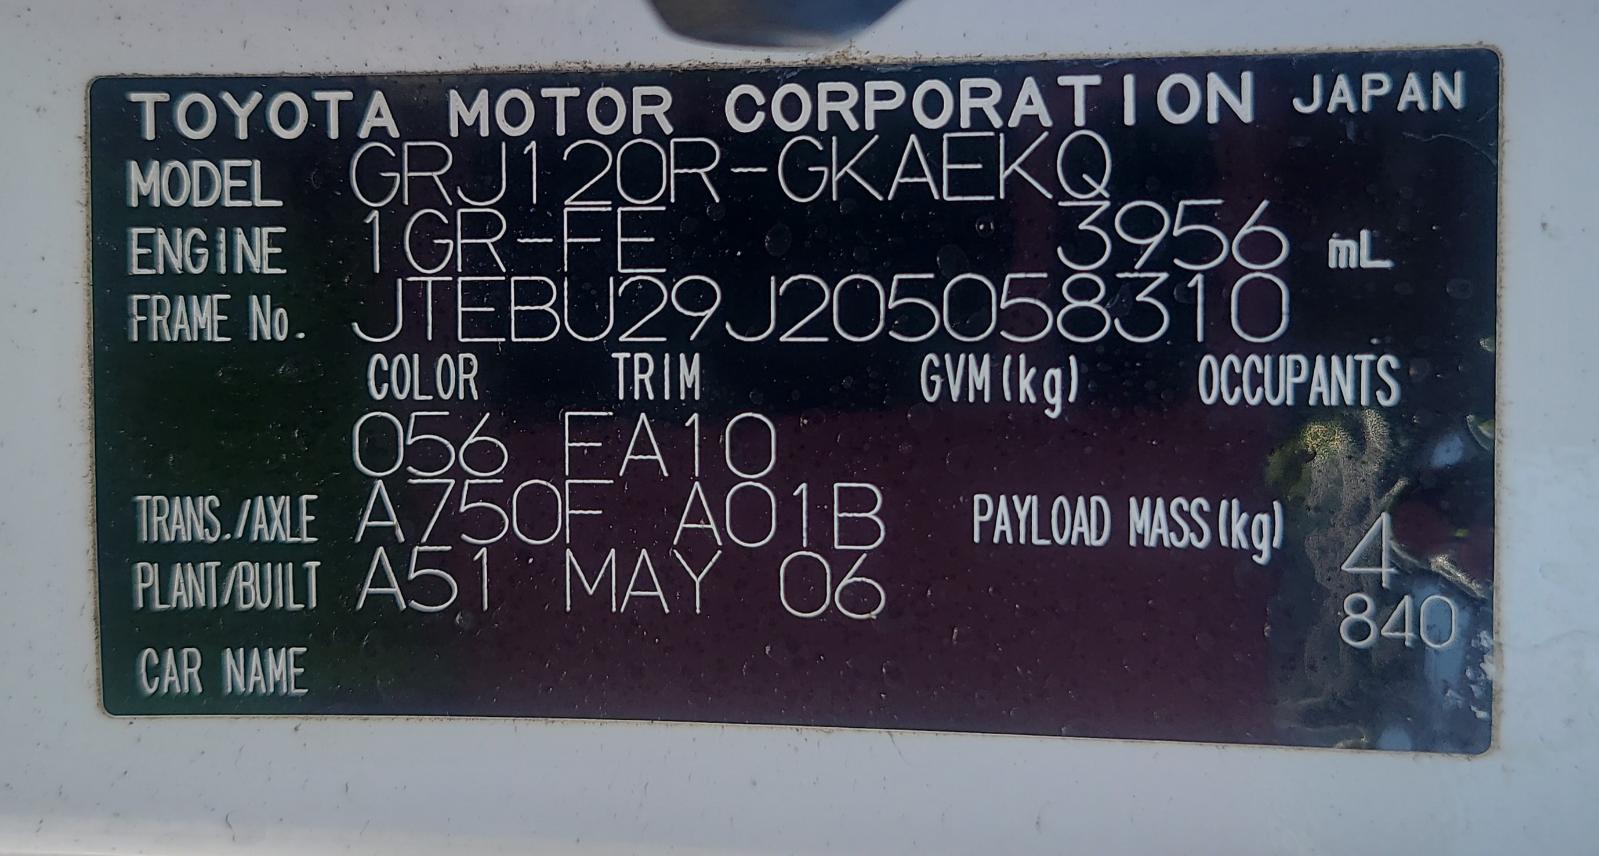 TOYOTA MOTOR CORPORATION JAPAN
MODEL GRJ120R-GKAEKQ
ENGINE 1GR-FE 3956 mL
FRAME No. JTEBU29J205058310
COLOR TRIM GVM(kg) OCCUPANTS
056 FA10
TRANS./AXLE A750F A01B PAYLOAD MASS(kg) 4
PLANT/BUILT A51 MAY 06 840
CAR NAME